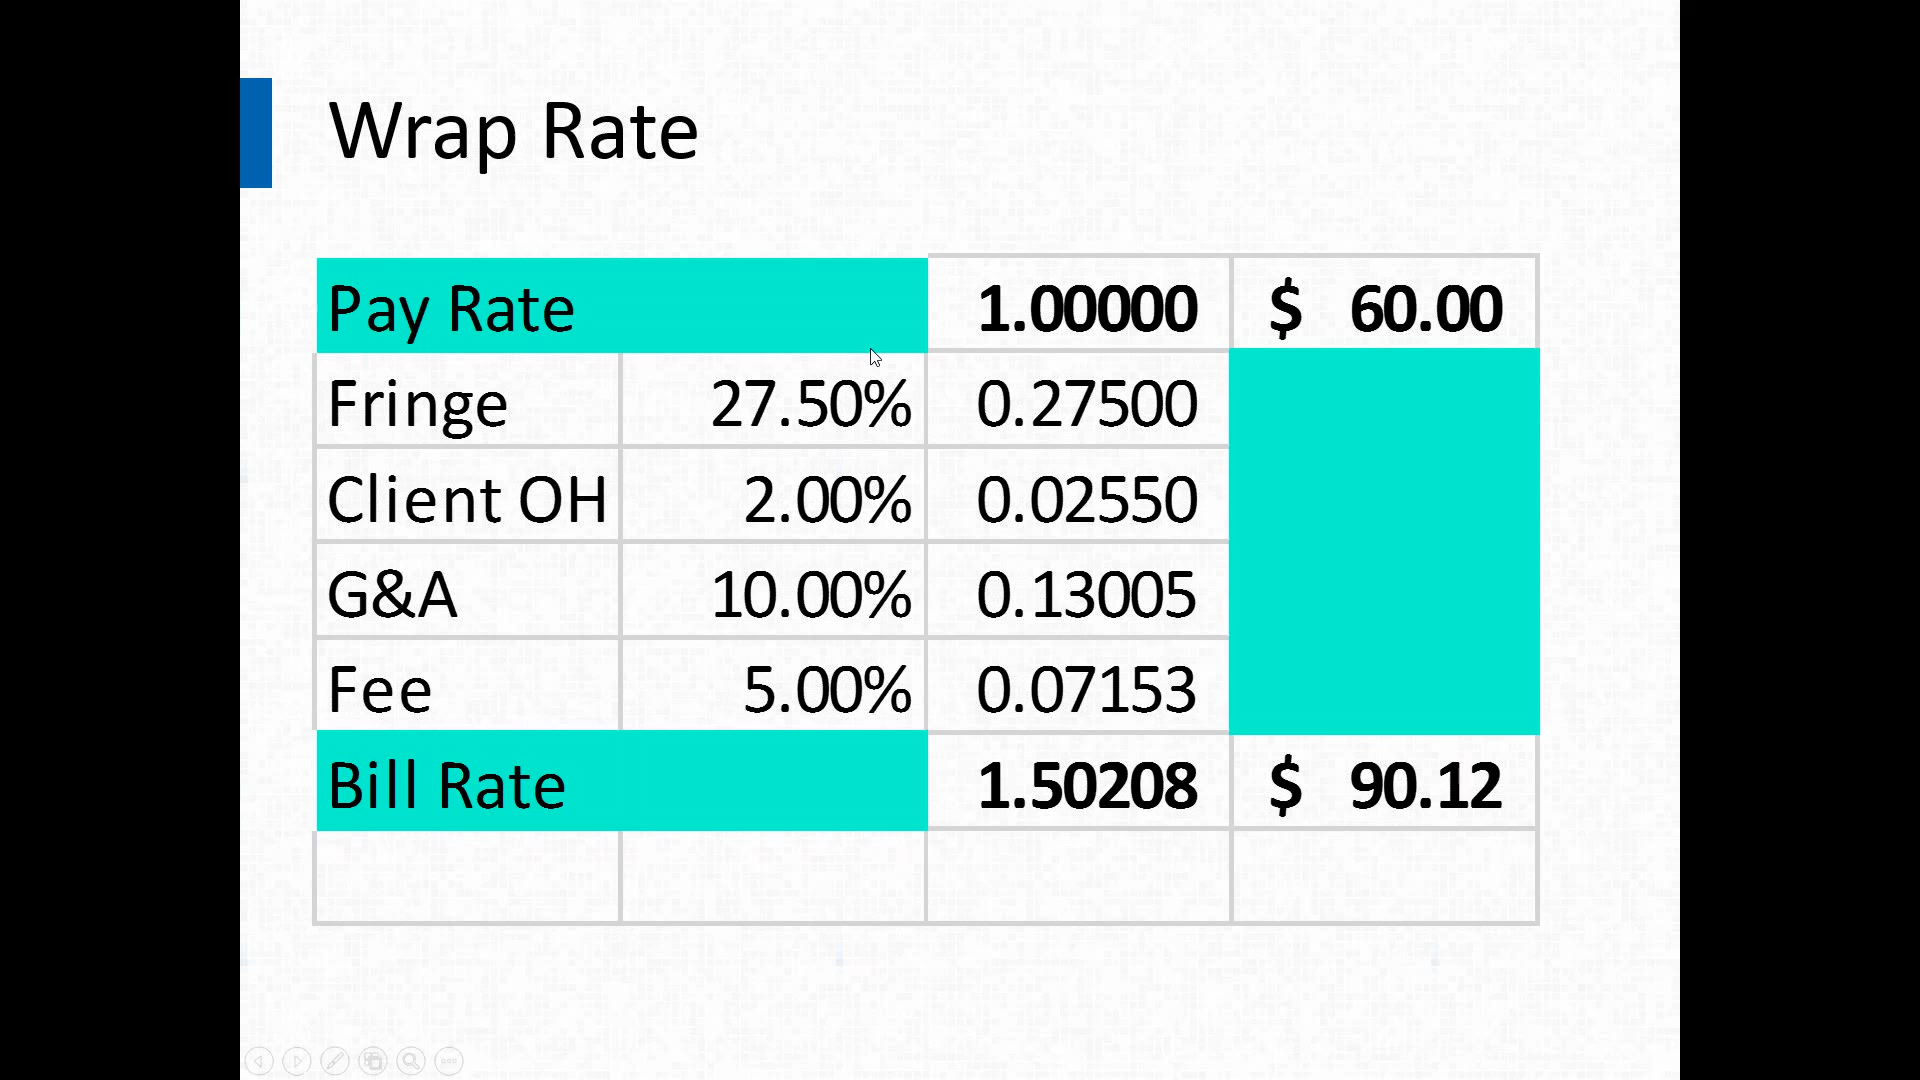 Wrap Rate
Pay Rate 1.00000 $ 60.00
Fringe 27.50% 0.27500
Client OH 2.00% 0.02550
G&A 10.00% 0.13005
Fee 5.00% 0.07153
Bill Rate 1.50208 $ 90.12